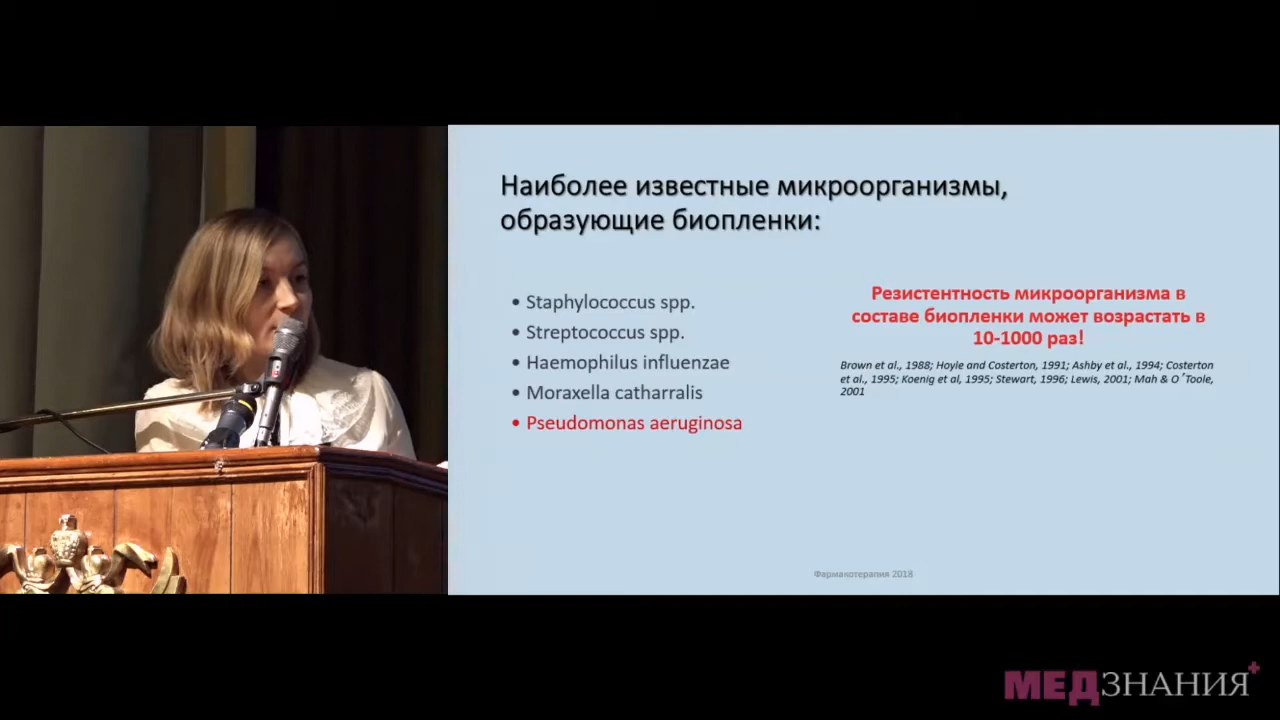 Наиболее известные микроорганизмы,
образующие биопленки:
• Staphylococcus spp.
• Streptococcus spp.
• Haemophilus influenzae
• Moraxella catharralis
• Pseudomonas aeruginosa
Резистентность микроорганизма в
составе биопленки может возрастать в
10-1000 раз!
Brown et al., 1988; Hoyle and Costerton, 1991; Ashby et al., 1994; Costerton
et al., 1995; Koenig et al, 1995; Stewart, 1996; Lewis, 2001; Mah & O´Toole,
2001
Фармакотерапия 2018
МЕДЗНАНИЯ+